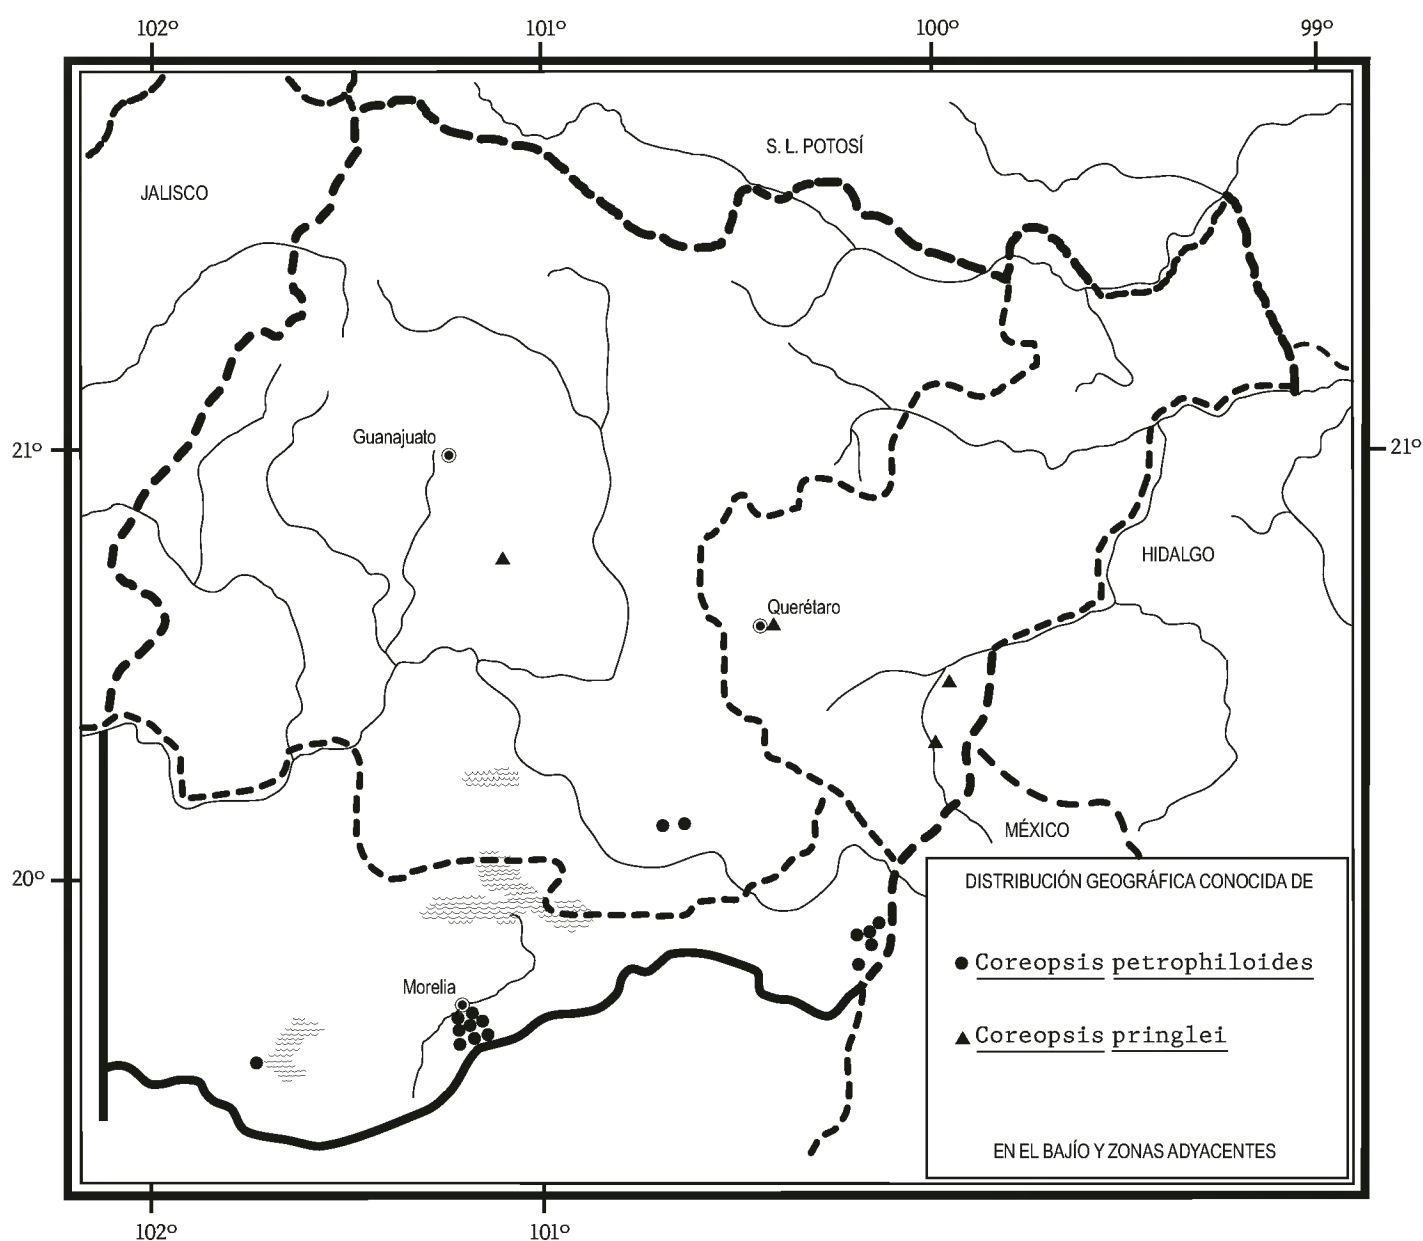 102º 101º 100º 99º
S. L. POTOSÍ
JALISCO
Guanajuato
21º 21º
HIDALGO
Querétaro
MÉXICO
20º
DISTRIBUCIÓN GEOGRÁFICA CONOCIDA DE
Coreopsis petrophiloides
Morelia
Coreopsis pringlei
EN EL BAJÍO Y ZONAS ADYACENTES
102º 101º